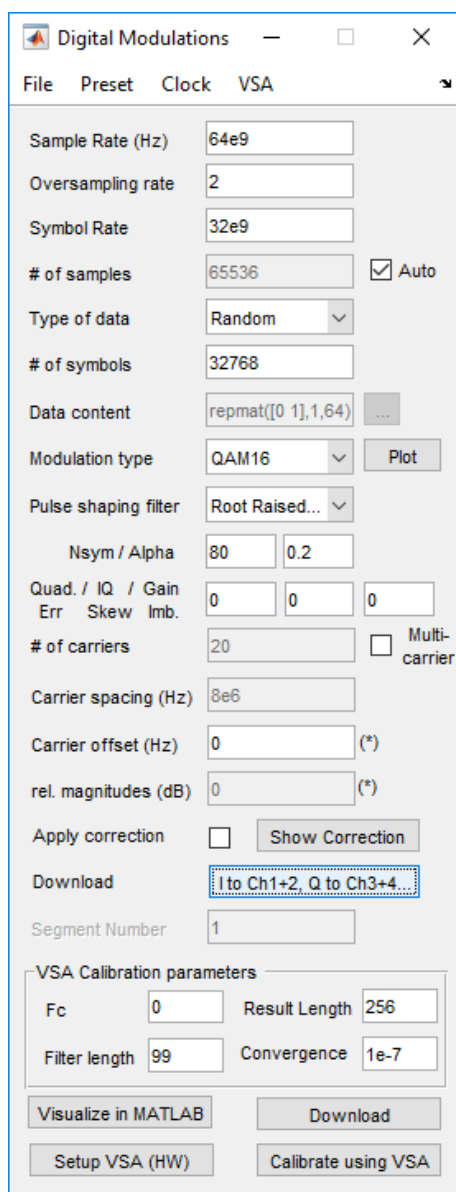 Digital Modulations
File Preset Clock VSA
Sample Rate (Hz) 64e9
Oversampling rate 2
Symbol Rate 32e9
# of samples 65536 Auto
Type of data Random
# of symbols 32768
Data content repmat([0 1],1,64) ...
Modulation type QAM16 Plot
Pulse shaping filter Root Raised...
Nsym / Alpha 80 0.2
Quad. / IQ / Gain
Err Skew Imb. 0 0 0
# of carriers 20 Multi-
carrier
Carrier spacing (Hz) 8e6
Carrier offset (Hz) 0 (*)
rel. magnitudes (dB) 0 (*)
Apply correction Show Correction
Download I to Ch1+2, Q to Ch3+4...
Segment Number 1
VSA Calibration parameters
Fc 0 Result Length 256
Filter length 99 Convergence 1e-7
Visualize in MATLAB Download
Setup VSA (HW) Calibrate using VSA